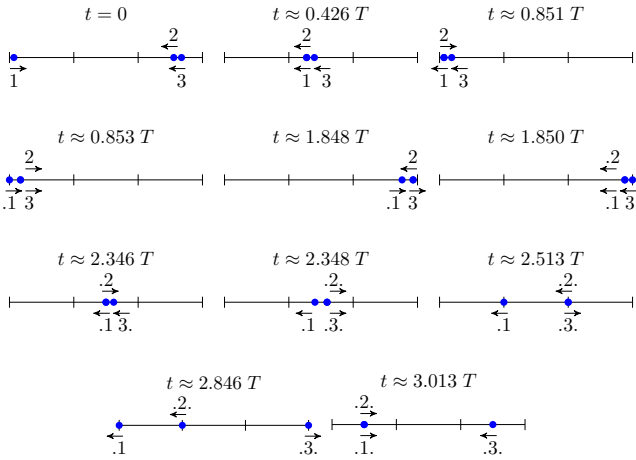 t = 0
2
1
3
t ≈ 0.426 T
2
1 3
t ≈ 0.851 T
2
1 3
t ≈ 0.853 T
2
.1 3
t ≈ 1.848 T
2
.1 3
t ≈ 1.850 T
.2
.1 3
t ≈ 2.346 T
.2
.1 3.
t ≈ 2.348 T
.2.
.1 .3.
t ≈ 2.513 T
.2.
.1 .3.
t ≈ 2.846 T
.2.
.1 .3.
t ≈ 3.013 T
.2.
.1. .3.